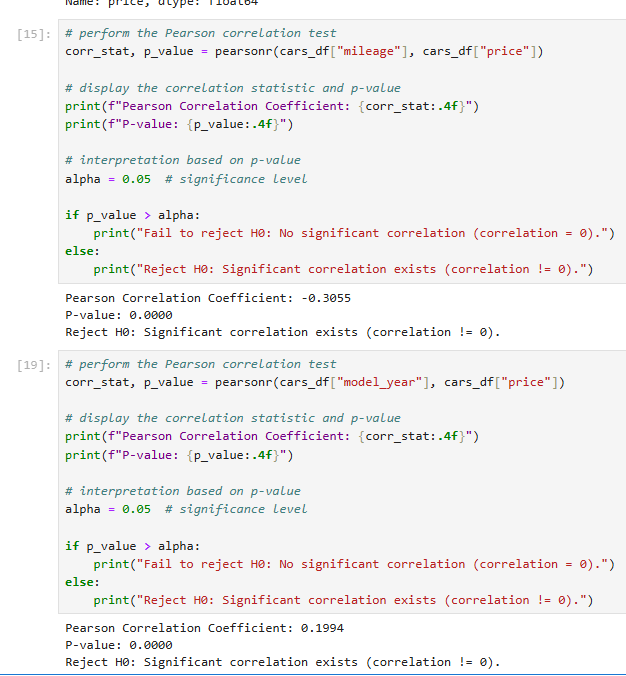 Name: price, dtype: float64
[15]:
# perform the Pearson correlation test
corr_stat, p_value = pearsonr(cars_df["mileage"], cars_df["price"])
# display the correlation statistic and p-value
print(f"Pearson Correlation Coefficient: {corr_stat:.4f}")
print(f"P-value: {p_value:.4f}")
# interpretation based on p-value
alpha = 0.05  # significance level
if p_value > alpha:
    print("Fail to reject H0: No significant correlation (correlation = 0).")
else:
    print("Reject H0: Significant correlation exists (correlation != 0).")
Pearson Correlation Coefficient: -0.3055
P-value: 0.0000
Reject H0: Significant correlation exists (correlation != 0).
[19]:
# perform the Pearson correlation test
corr_stat, p_value = pearsonr(cars_df["model_year"], cars_df["price"])
# display the correlation statistic and p-value
print(f"Pearson Correlation Coefficient: {corr_stat:.4f}")
print(f"P-value: {p_value:.4f}")
# interpretation based on p-value
alpha = 0.05  # significance level
if p_value > alpha:
    print("Fail to reject H0: No significant correlation (correlation = 0).")
else:
    print("Reject H0: Significant correlation exists (correlation != 0).")
Pearson Correlation Coefficient: 0.1994
P-value: 0.0000
Reject H0: Significant correlation exists (correlation != 0).